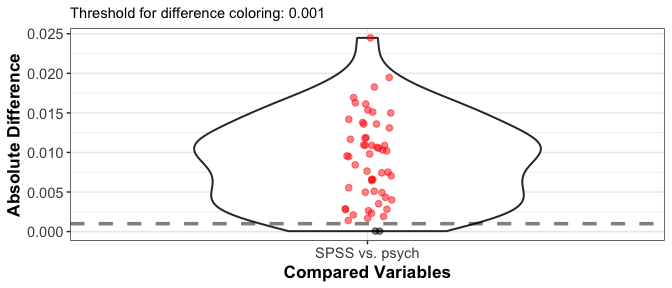 Threshold for difference coloring: 0.001
Absolute Difference
0.025
0.020
0.015
0.010
0.005
0.000
SPSS vs. psych
Compared Variables